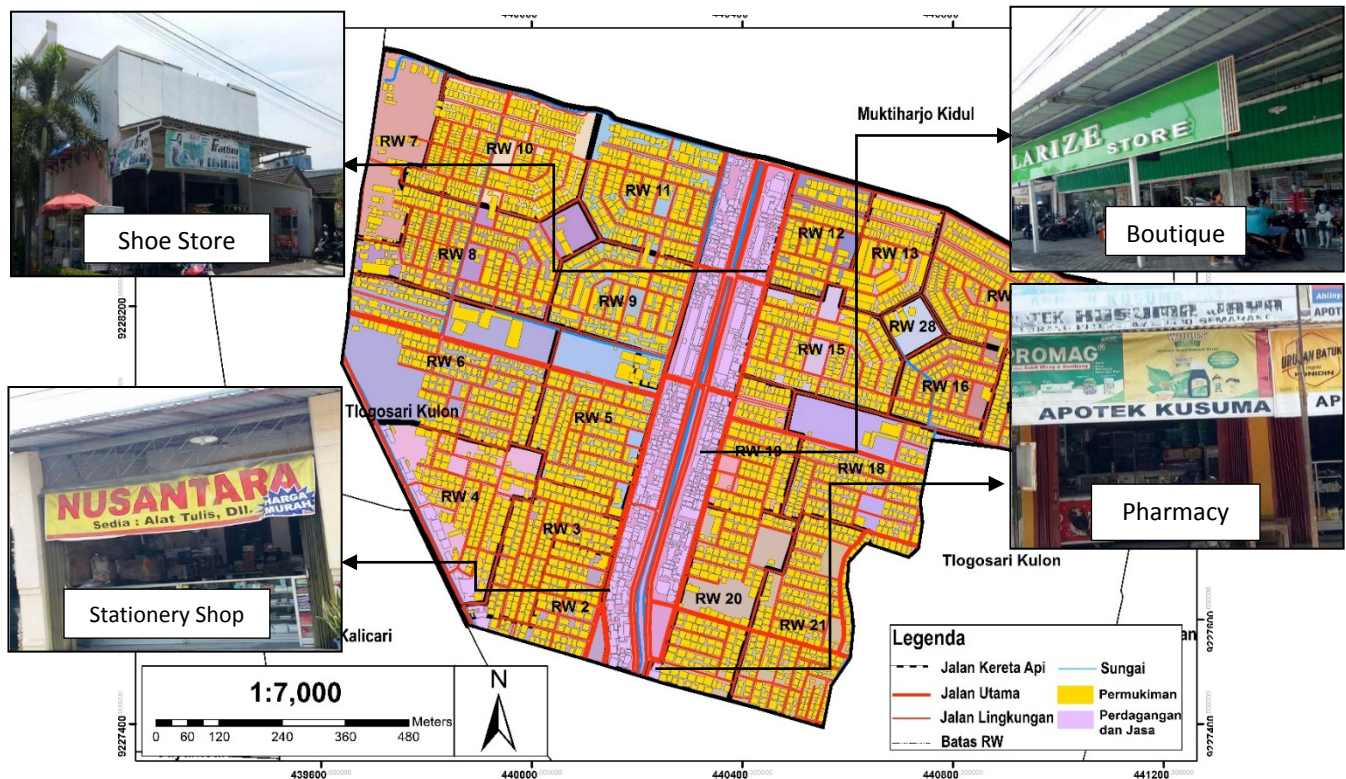 440000
440400
440800
Muktiharjo Kidul
Shoe Store
LARIZE
STORE
Boutique
RW 7
RW 10
RW 11
RW 12
RW 13
RW 8
RW 9
RW 28
RW 15
RW 16
RW 6
RW 5
RW 19
RW 18
RW 4
RW 3
RW 2
RW 20
RW 21
9228200
Tlogosari Kulon
NUSANTARA
Sedia : Alat Tulis, Dll.
HARGA
MURAH
Stationery Shop
PROMAG
APOTEK KUSUMA
Pharmacy
Tlogosari Kulon
Kalicari
1:7,000
Meters
0 60 120 240 360 480
N
Legenda
Jalan Kereta Api
Jalan Utama
Jalan Lingkungan
Batas RW
Sungai
Permukiman
Perdagangan
dan Jasa
9227400
9227400
439600
440000
440400
440800
441200